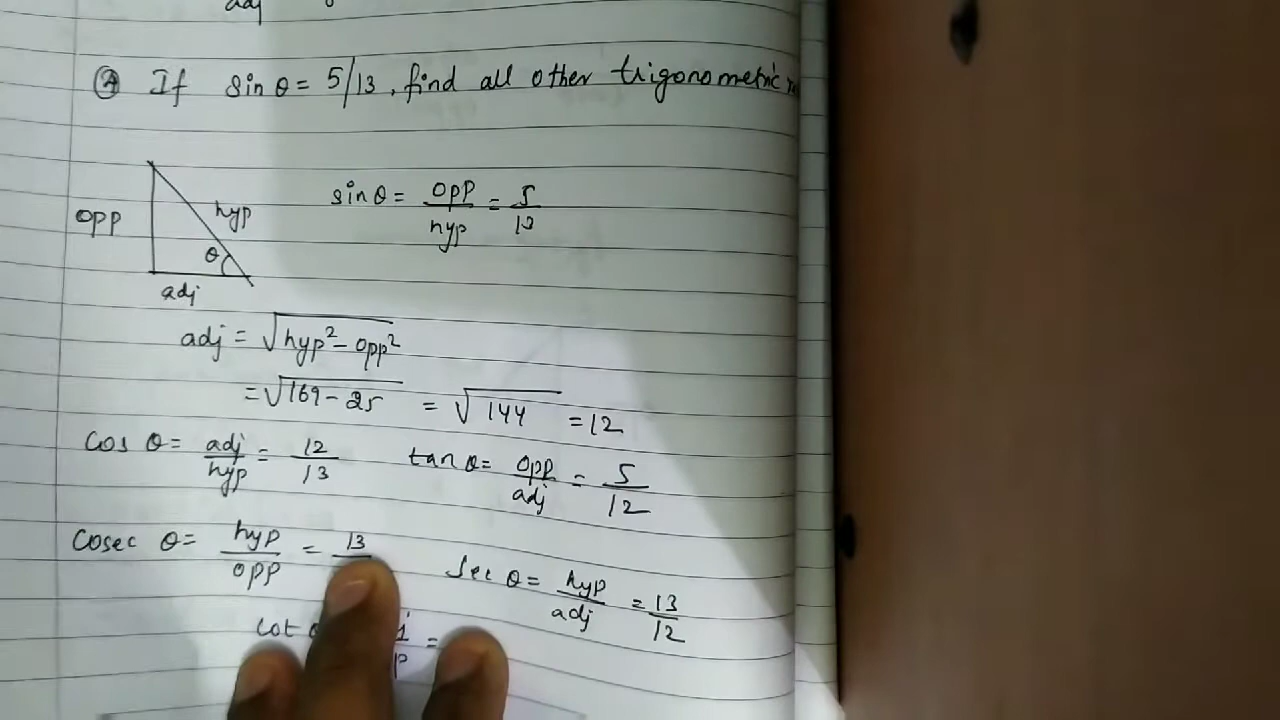 adj
If sin θ = 5/13, find all other trigonometric
opp hyp θ adj
sin θ = opp/hyp = 5/13
adj = √hyp² - opp²
= √169 - 25 = √144 = 12
Cos θ = adj/hyp = 12/13 tan θ = opp/adj = 5/12
Cosec θ = hyp/opp = 13 Sec θ = hyp/adj = 13/12
cot =